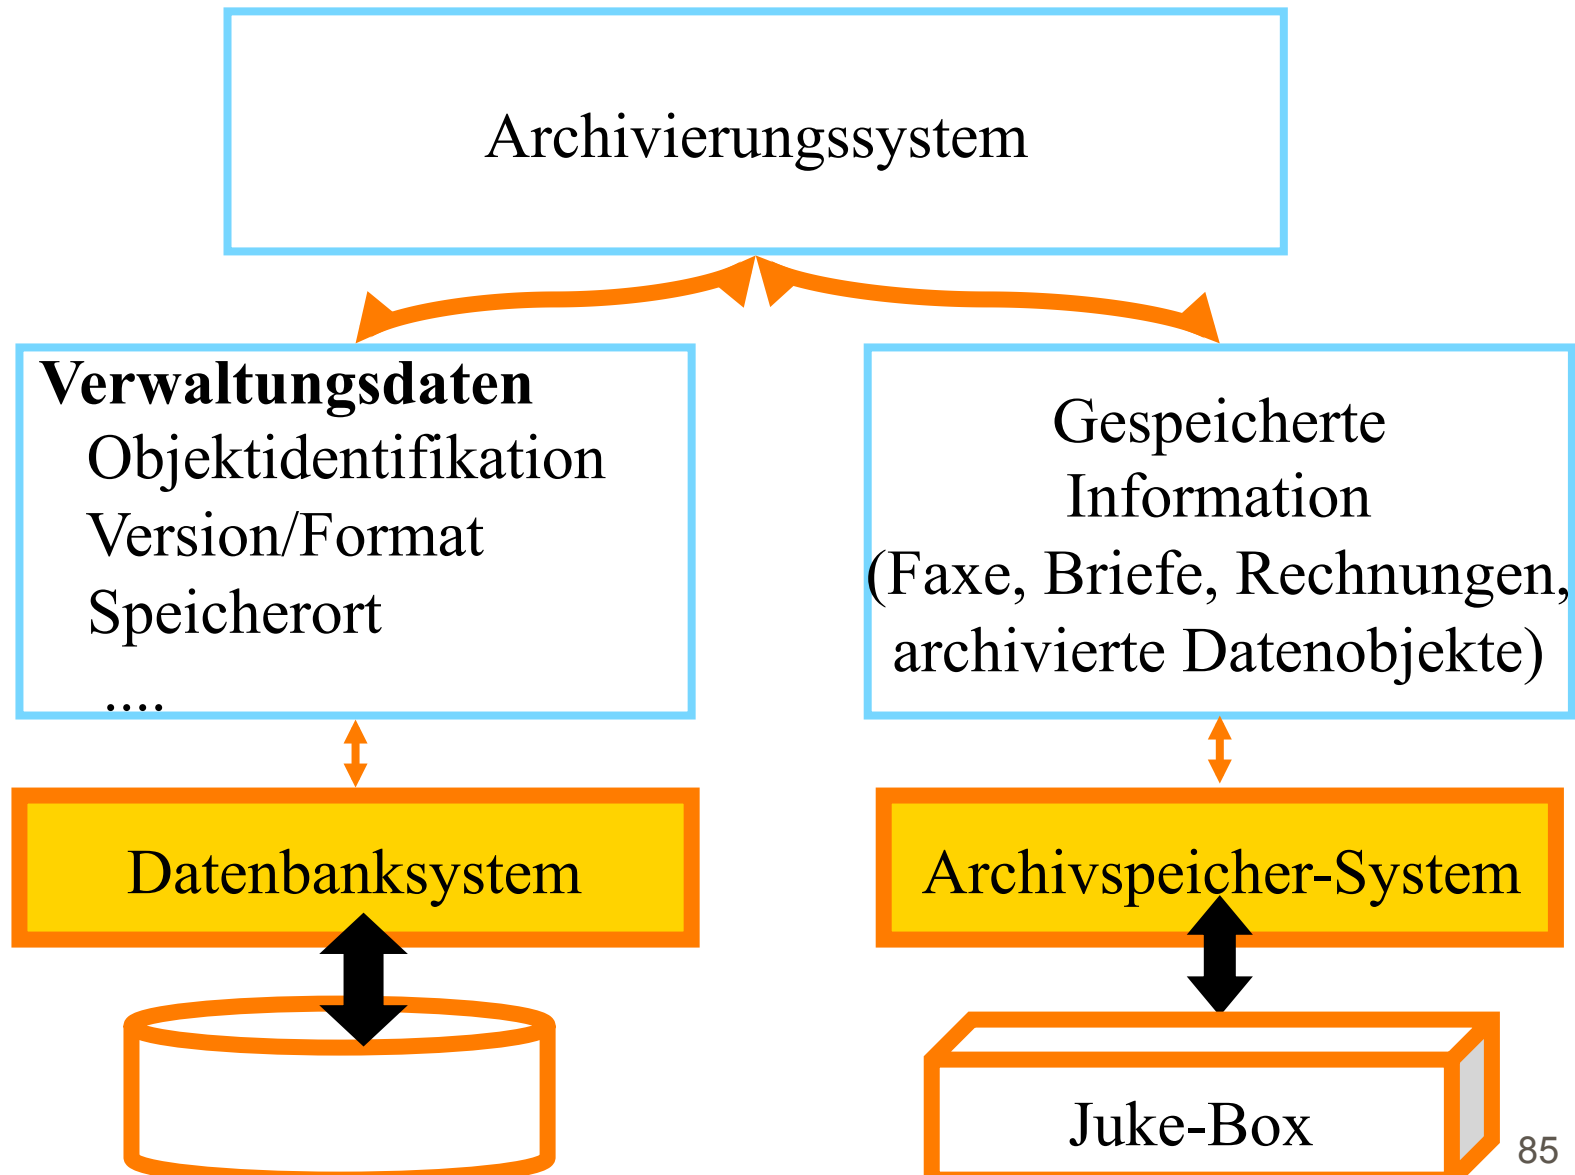 Archivierungssystem
Verwaltungsdaten
Objektidentifikation
Version/Format
Speicherort
....
Gespeicherte
Information
(Faxe, Briefe, Rechnungen,
archivierte Datenobjekte)
Datenbanksystem
Archivspeicher-System
Juke-Box
85